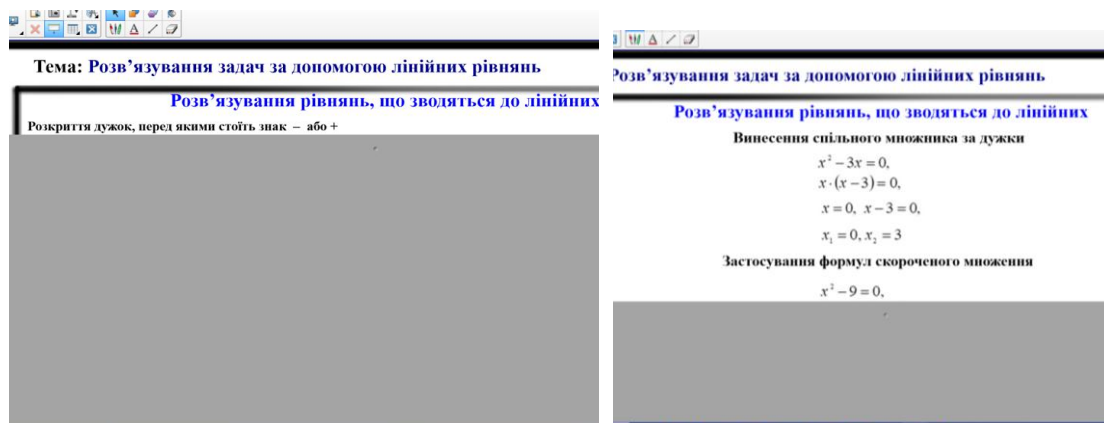 Тема: Розв’язування задач за допомогою лінійних рівнянь
Розв’язування рівнянь, що зводяться до лінійних
Розкриття дужок, перед якими стоїть знак – або +
Розв’язування задач за допомогою лінійних рівнянь
Розв’язування рівнянь, що зводяться до лінійних
Винесення спільного множника за дужки
x² – 3x = 0,
x·(x – 3) = 0,
x = 0, x – 3 = 0,
x₁ = 0, x₂ = 3
Застосування формул скороченого множення
x² – 9 = 0,